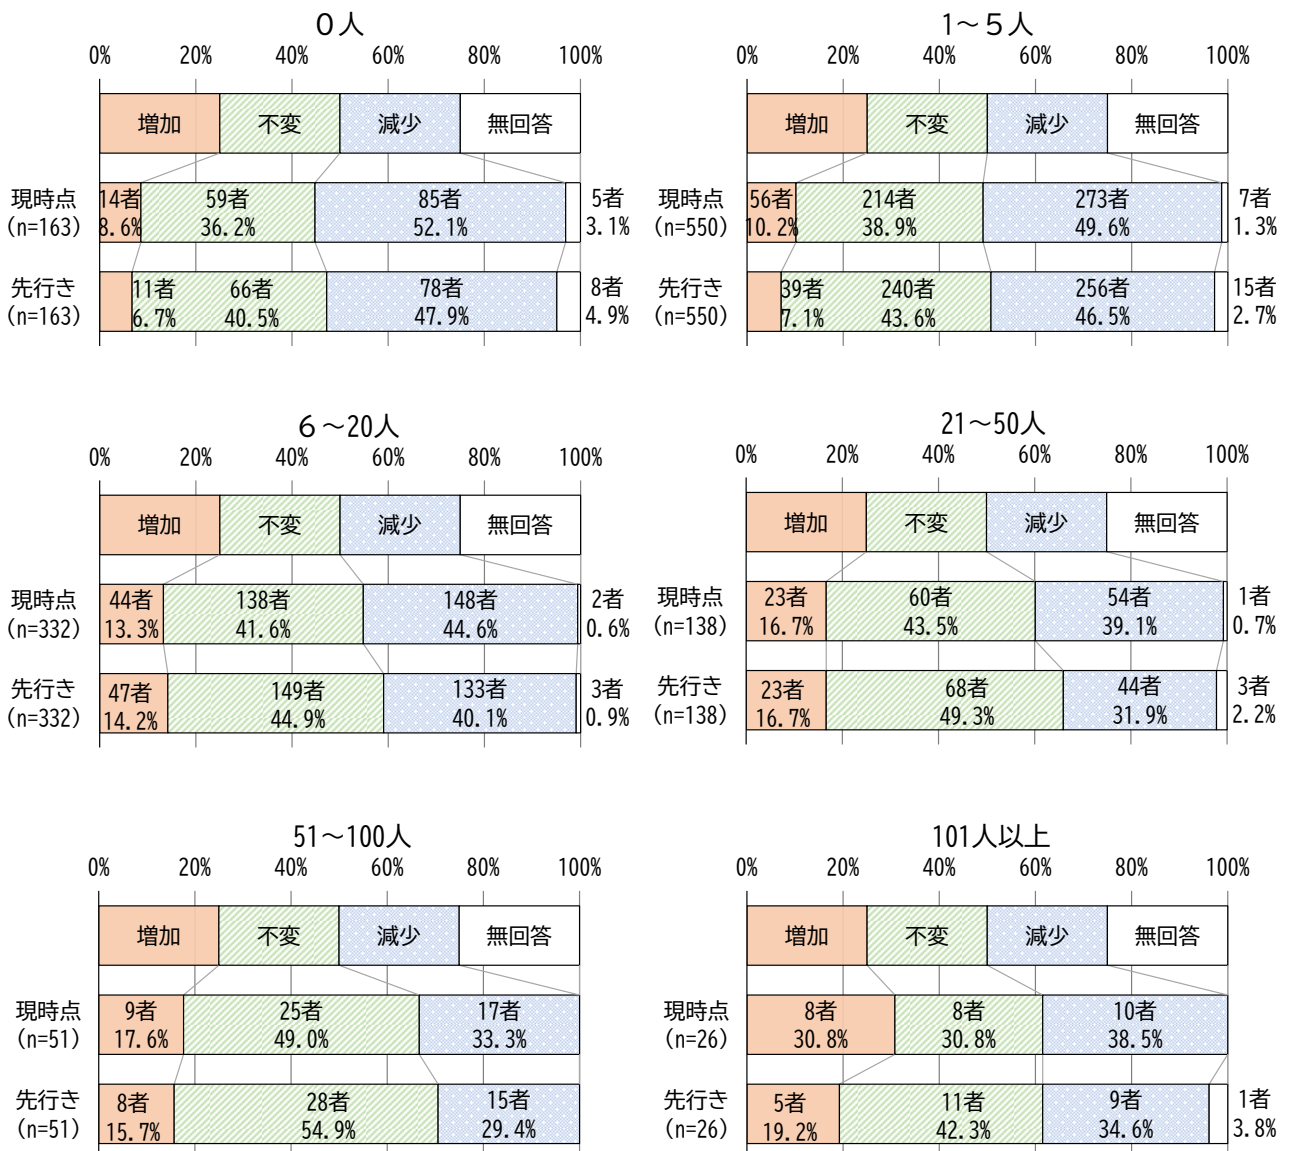 ０人
0% 20% 40% 60% 80% 100%
増加 不変 減少 無回答
現時点 14者 59者 85者 5者
(n=163) 8.6% 36.2% 52.1% 3.1%
先行き 11者 66者 78者 8者
(n=163) 6.7% 40.5% 47.9% 4.9%
1～５人
0% 20% 40% 60% 80% 100%
増加 不変 減少 無回答
現時点 56者 214者 273者 7者
(n=550) 10.2% 38.9% 49.6% 1.3%
先行き 39者 240者 256者 15者
(n=550) 7.1% 43.6% 46.5% 2.7%
６～20人
0% 20% 40% 60% 80% 100%
増加 不変 減少 無回答
現時点 44者 138者 148者 2者
(n=332) 13.3% 41.6% 44.6% 0.6%
先行き 47者 149者 133者 3者
(n=332) 14.2% 44.9% 40.1% 0.9%
21～50人
0% 20% 40% 60% 80% 100%
増加 不変 減少 無回答
現時点 23者 60者 54者 1者
(n=138) 16.7% 43.5% 39.1% 0.7%
先行き 23者 68者 44者 3者
(n=138) 16.7% 49.3% 31.9% 2.2%
51～100人
0% 20% 40% 60% 80% 100%
増加 不変 減少 無回答
現時点 9者 25者 17者
(n=51) 17.6% 49.0% 33.3%
先行き 8者 28者 15者
(n=51) 15.7% 54.9% 29.4%
101人以上
0% 20% 40% 60% 80% 100%
増加 不変 減少 無回答
現時点 8者 8者 10者
(n=26) 30.8% 30.8% 38.5%
先行き 5者 11者 9者 1者
(n=26) 19.2% 42.3% 34.6% 3.8%